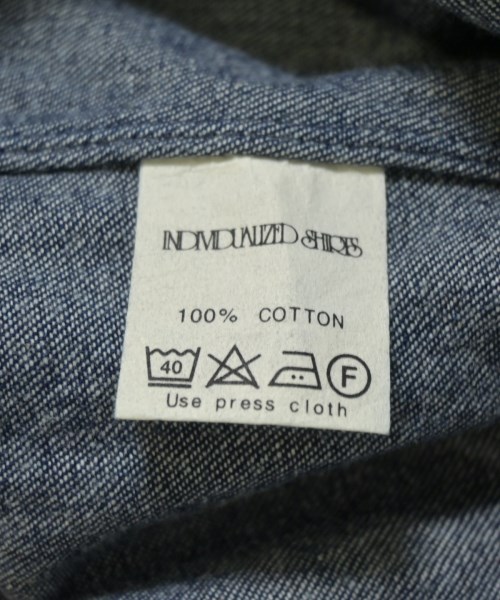 INDIVIDUALIZED SHIRTS
100% COTTON
40 F
Use press cloth